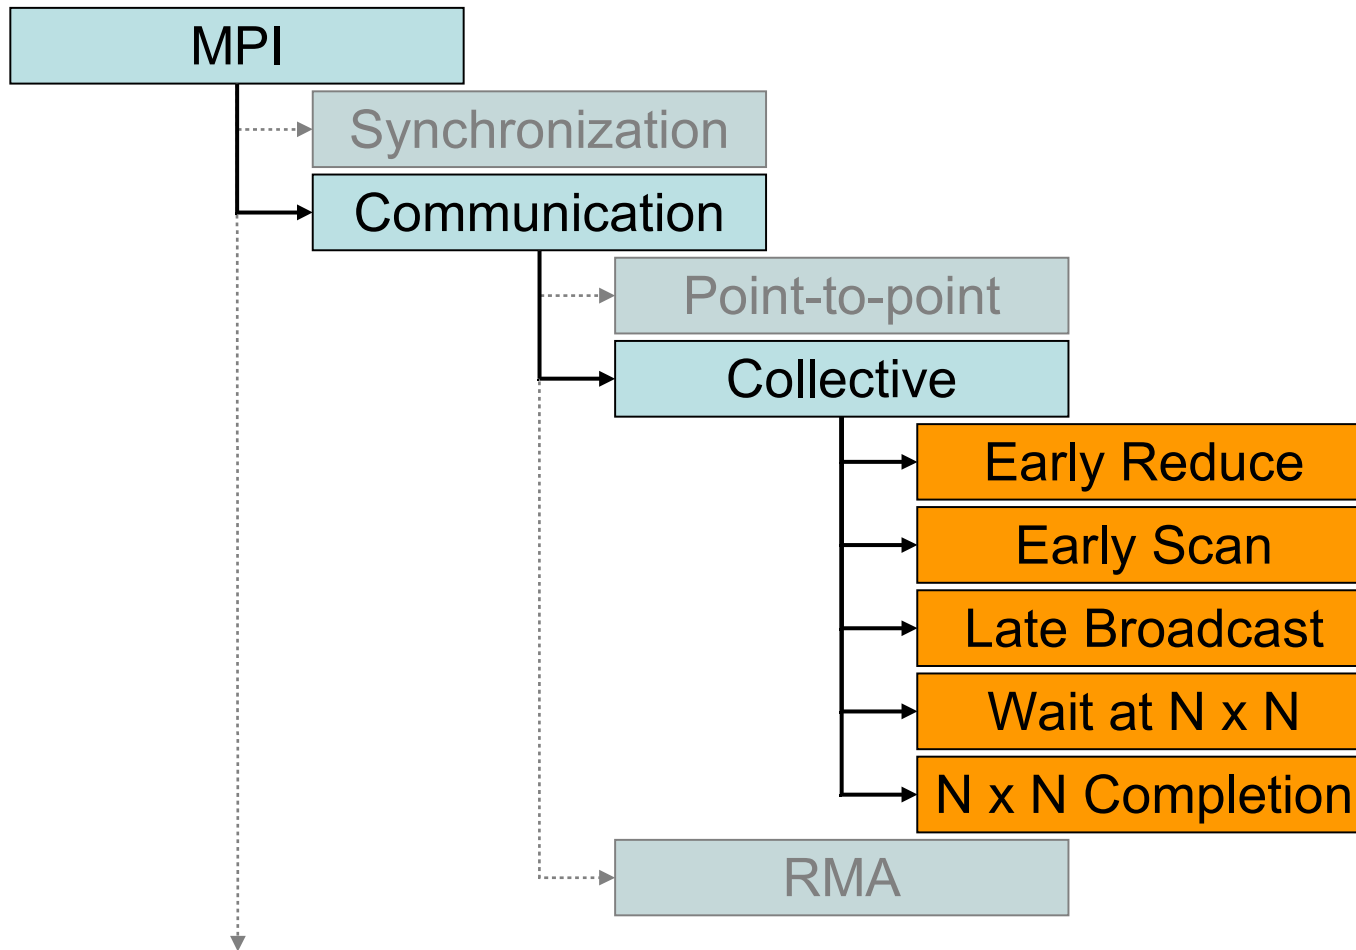 MPI
Synchronization
Communication
Point-to-point
Collective
Early Reduce
Early Scan
Late Broadcast
Wait at N x N
N x N Completion
RMA